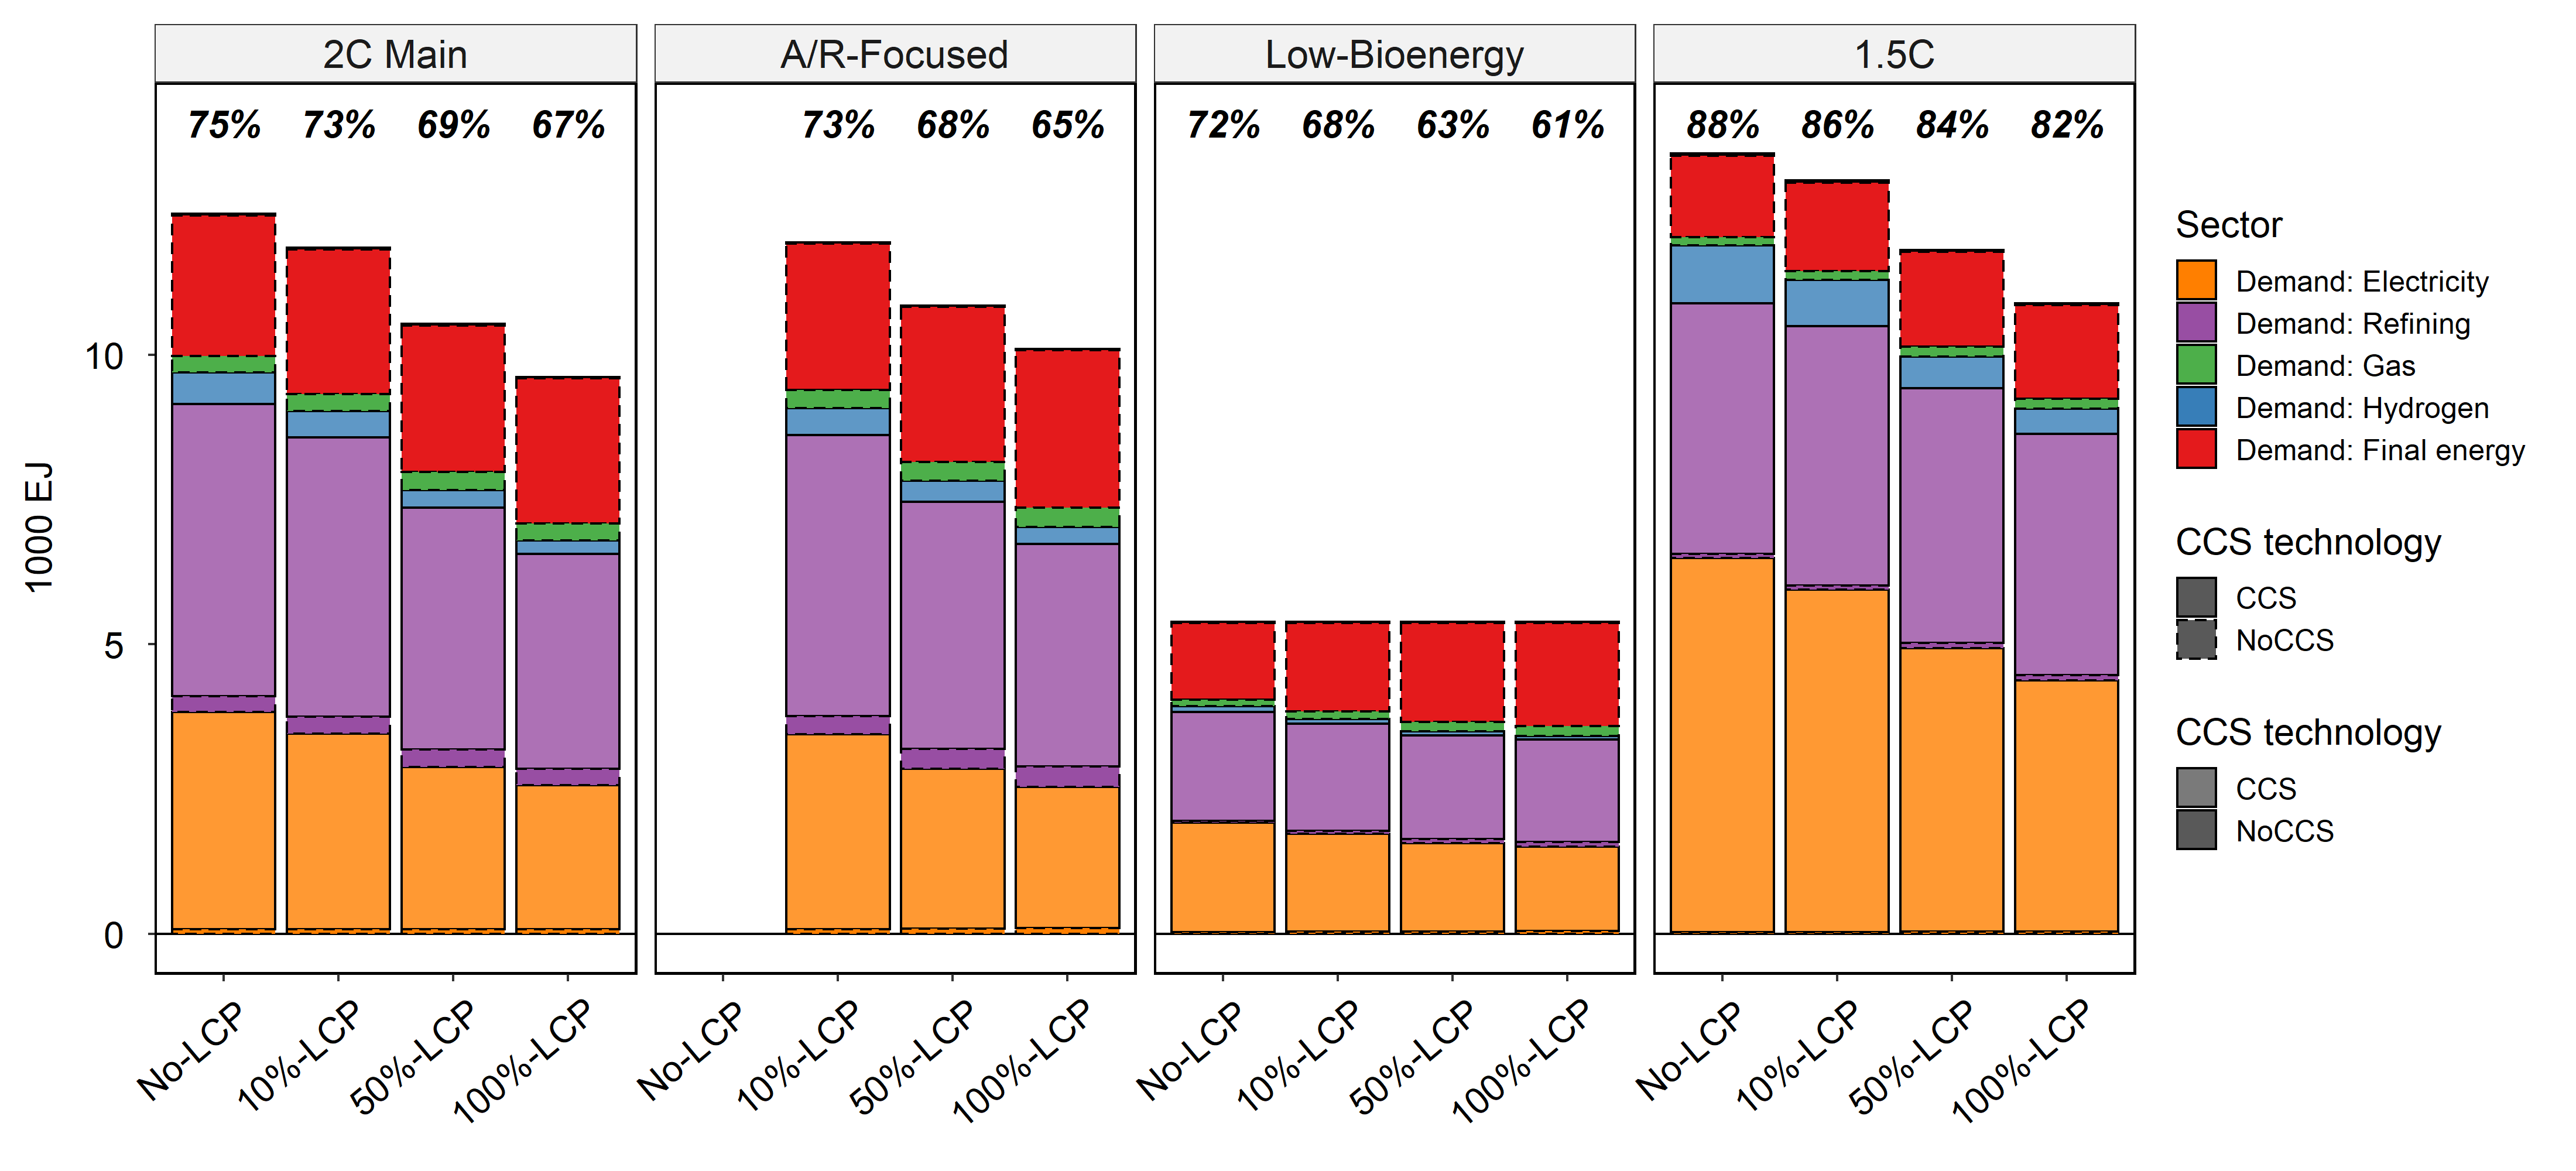 2C Main
A/R-Focused
Low-Bioenergy
1.5C
75% 73% 69% 67%
73% 68% 65%
72% 68% 63% 61%
88% 86% 84% 82%
1000 EJ
10
5
0
No-LCP 10%-LCP 50%-LCP 100%-LCP
No-LCP 10%-LCP 50%-LCP 100%-LCP
No-LCP 10%-LCP 50%-LCP 100%-LCP
No-LCP 10%-LCP 50%-LCP 100%-LCP
Sector
Demand: Electricity
Demand: Refining
Demand: Gas
Demand: Hydrogen
Demand: Final energy
CCS technology
CCS
NoCCS
CCS technology
CCS
NoCCS